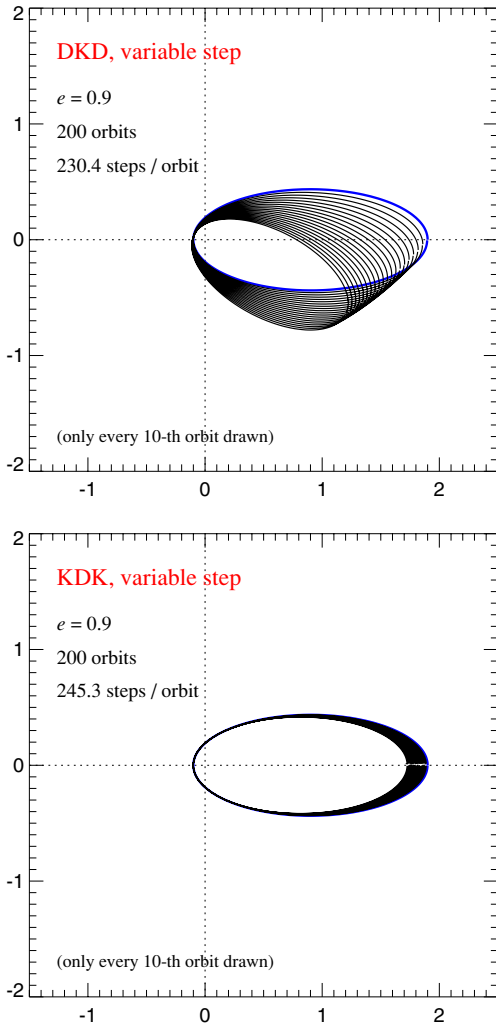 2
DKD, variable step
e = 0.9
200 orbits
1
230.4 steps / orbit
0
-1
(only every 10-th orbit drawn)
-2
-1 0 1 2
2
KDK, variable step
e = 0.9
200 orbits
1
245.3 steps / orbit
0
-1
(only every 10-th orbit drawn)
-2
-1 0 1 2